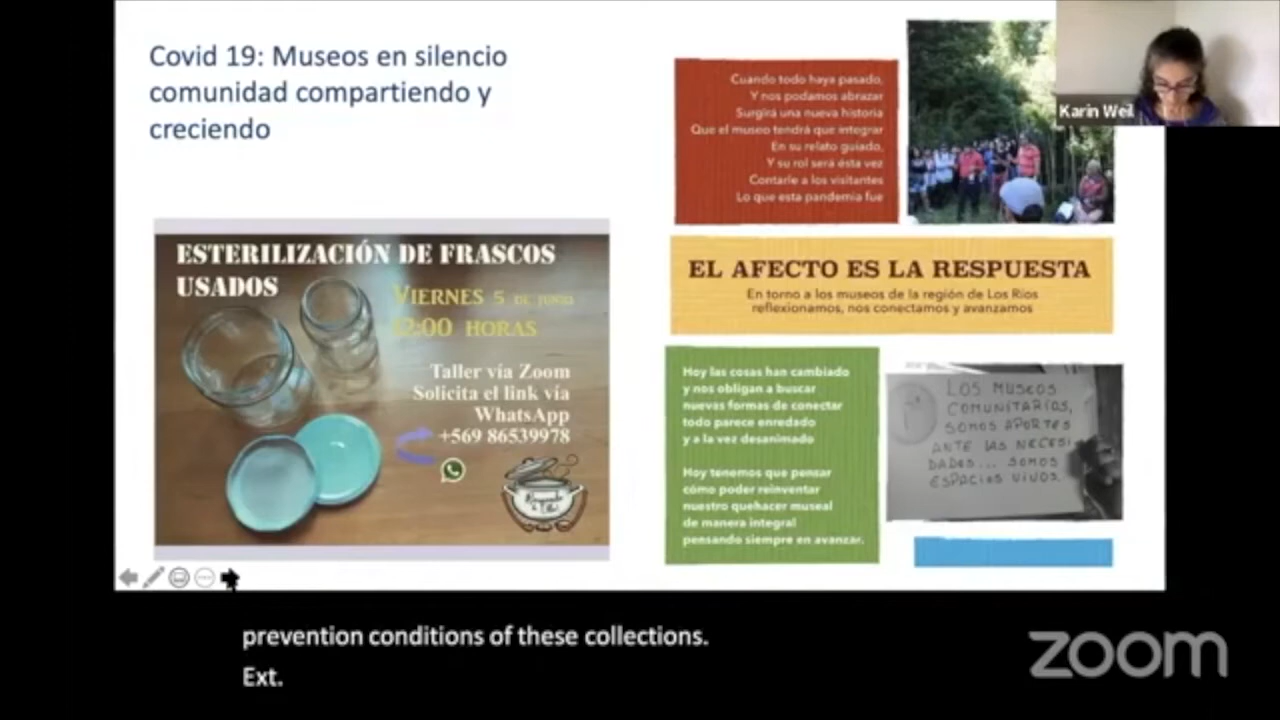 Covid 19: Museos en silencio
comunidad compartiendo y
creciendo
ESTERILIZACIÓN DE FRASCOS
USADOS
VIERNES 5 DE JUNIO
12:00 HORAS
Taller vía Zoom
Solicita el link vía
WhatsApp
+569 86539978
Cuando todo haya pasado,
Y nos podamos abrazar
Surgirá una nueva historia
Que el museo tendrá que integrar
En su relato guiado,
Y su rol será ésta vez
Contarle a los visitantes
Lo que esta pandemia fue
Karin Weil
EL AFECTO ES LA RESPUESTA
En torno a los museos de la región de Los Ríos
reflexionamos, nos conectamos y avanzamos
Hoy las cosas han cambiado
y nos obligan a buscar
nuevas formas de conectar
todo parece enredado
y a la vez desanimado
Hoy tenemos que pensar
cómo poder reinventar
nuestro quehacer museal
de manera integral
pensando siempre en avanzar.
LOS MUSEOS
COMUNITARIOS,
SOMOS APORTES
ANTE LAS NECESI
DADES... SOMOS
ESPACIOS VIVOS.
prevention conditions of these collections.
Ext.
zoom